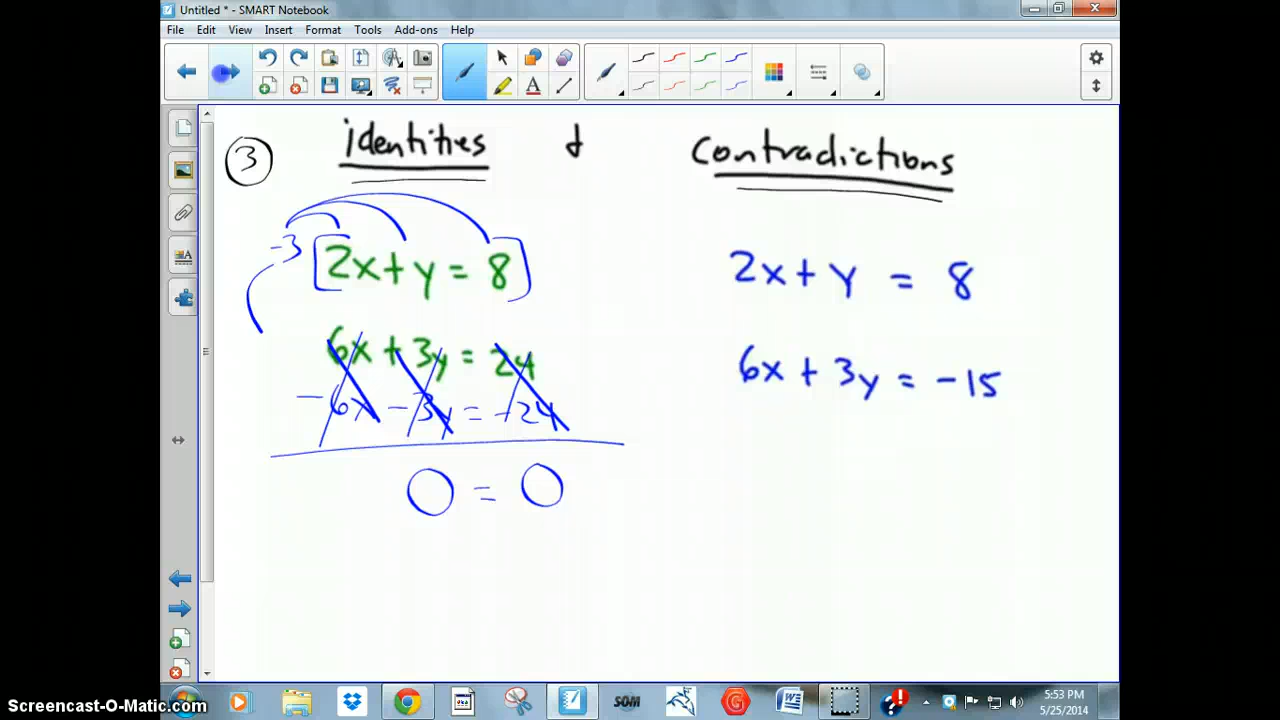 Untitled * - SMART Notebook
File Edit View Insert Format Tools Add-ons Help
3 identities & contradictions
-3 [2x + y = 8]
6x + 3y = 24
-6x - 3y = -24
0 = 0
2x + y = 8
6x + 3y = -15
SOM
5:53 PM
5/25/2014
Screencast-O-Matic.com